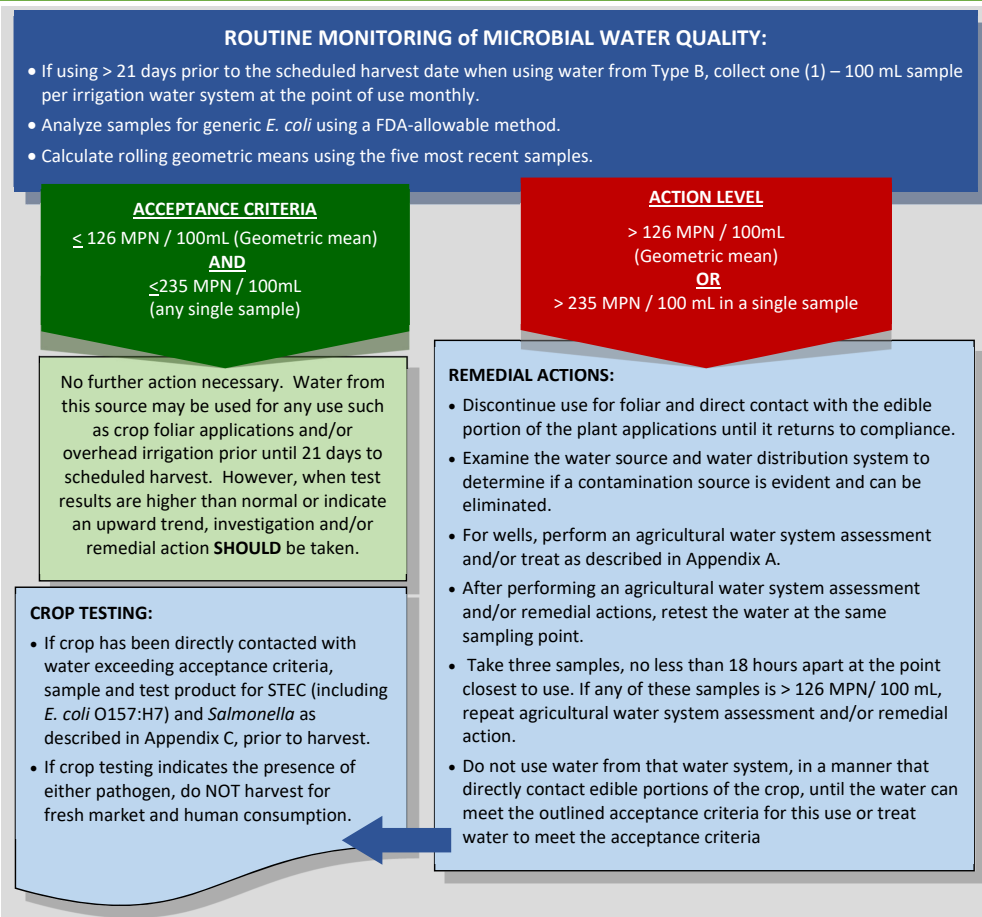 ROUTINE MONITORING of MICROBIAL WATER QUALITY:
• If using > 21 days prior to the scheduled harvest date when using water from Type B, collect one (1) – 100 mL sample
per irrigation water system at the point of use monthly.
• Analyze samples for generic E. coli using a FDA-allowable method.
• Calculate rolling geometric means using the five most recent samples.
ACCEPTANCE CRITERIA
< 126 MPN / 100mL (Geometric mean)
AND
<235 MPN / 100mL
(any single sample)
ACTION LEVEL
> 126 MPN / 100mL
(Geometric mean)
OR
> 235 MPN / 100 mL in a single sample
No further action necessary. Water from
this source may be used for any use such
as crop foliar applications and/or
overhead irrigation prior until 21 days to
scheduled harvest. However, when test
results are higher than normal or indicate
an upward trend, investigation and/or
remedial action SHOULD be taken.
CROP TESTING:
• If crop has been directly contacted with
water exceeding acceptance criteria,
sample and test product for STEC (including
E. coli O157:H7) and Salmonella as
described in Appendix C, prior to harvest.
• If crop testing indicates the presence of
either pathogen, do NOT harvest for
fresh market and human consumption.
REMEDIAL ACTIONS:
• Discontinue use for foliar and direct contact with the edible
portion of the plant applications until it returns to compliance.
• Examine the water source and water distribution system to
determine if a contamination source is evident and can be
eliminated.
• For wells, perform an agricultural water system assessment
and/or treat as described in Appendix A.
• After performing an agricultural water system assessment
and/or remedial actions, retest the water at the same
sampling point.
• Take three samples, no less than 18 hours apart at the point
closest to use. If any of these samples is > 126 MPN/ 100 mL,
repeat agricultural water system assessment and/or remedial
action.
• Do not use water from that water system, in a manner that
directly contact edible portions of the crop, until the water can
meet the outlined acceptance criteria for this use or treat
water to meet the acceptance criteria